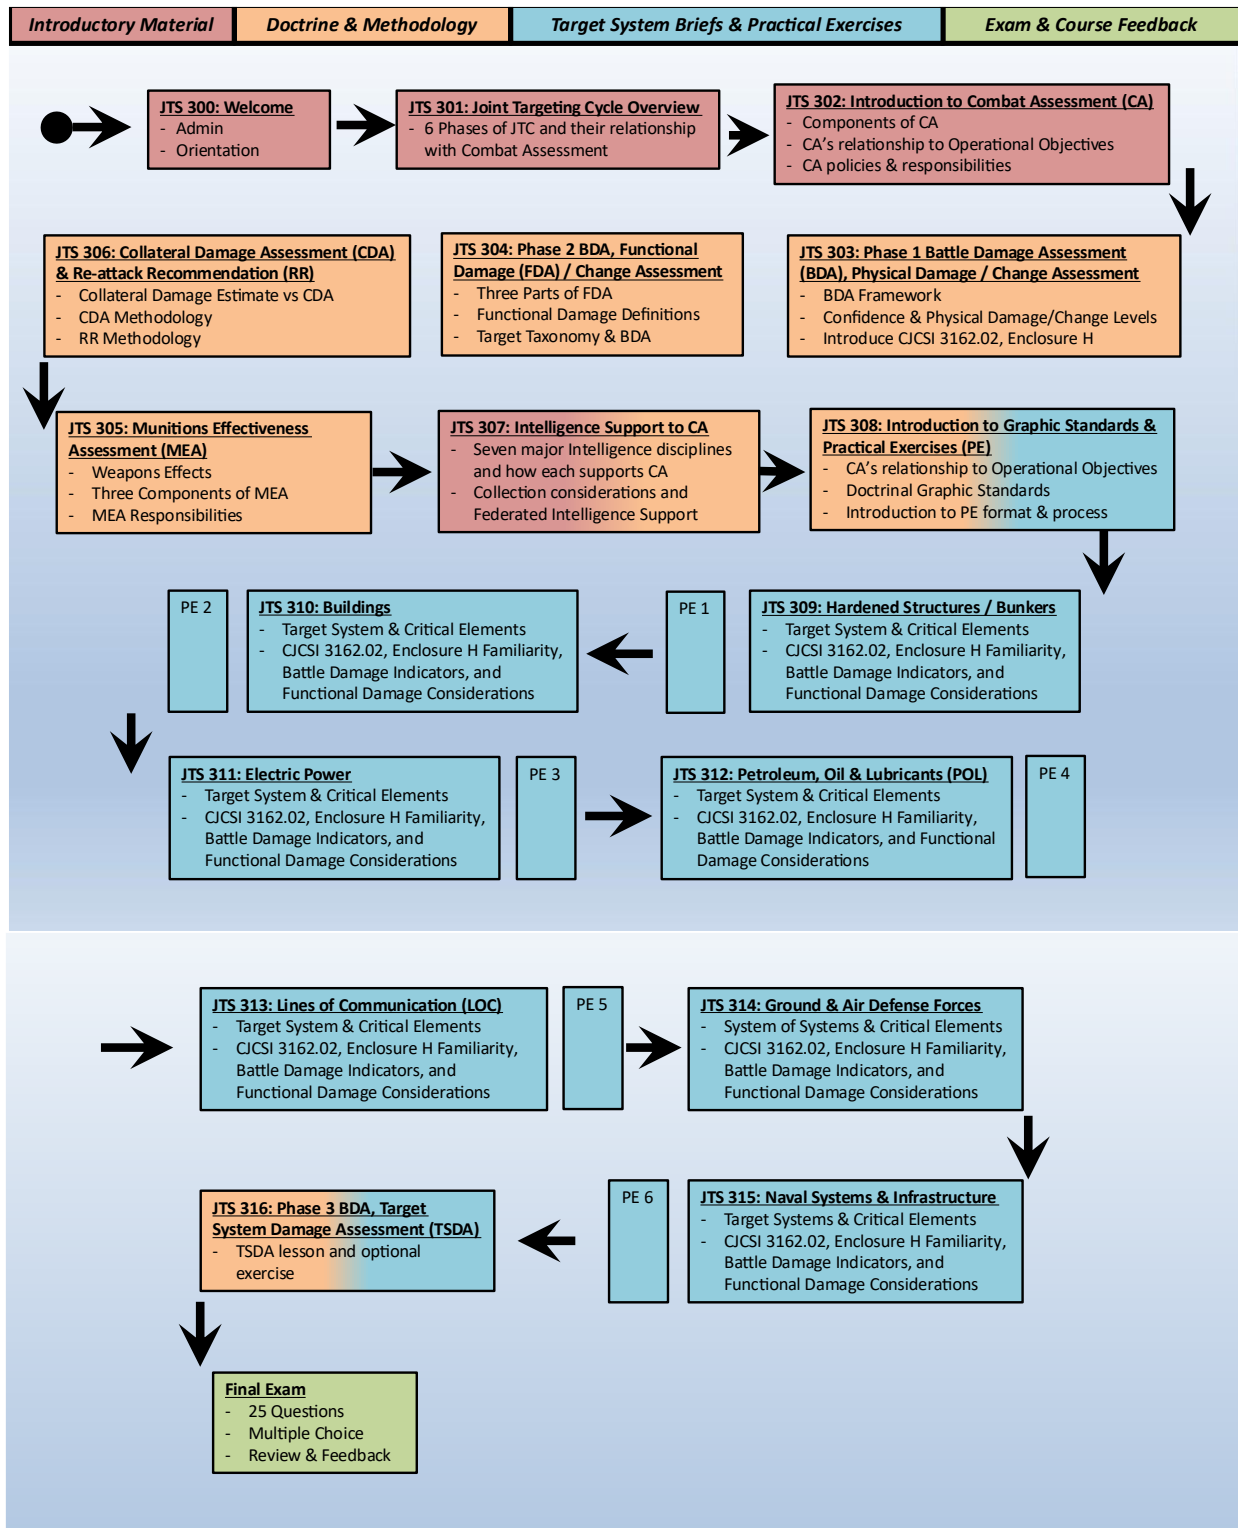 Introductory Material
Doctrine & Methodology
Target System Briefs & Practical Exercises
Exam & Course Feedback
JTS 300: Welcome
- Admin
- Orientation
JTS 301: Joint Targeting Cycle Overview
- 6 Phases of JTC and their relationship
with Combat Assessment
JTS 302: Introduction to Combat Assessment (CA)
- Components of CA
- CA's relationship to Operational Objectives
- CA policies & responsibilities
JTS 306: Collateral Damage Assessment (CDA)
& Re-attack Recommendation (RR)
- Collateral Damage Estimate vs CDA
- CDA Methodology
- RR Methodology
JTS 304: Phase 2 BDA, Functional
Damage (FDA) / Change Assessment
- Three Parts of FDA
- Functional Damage Definitions
- Target Taxonomy & BDA
JTS 303: Phase 1 Battle Damage Assessment
(BDA), Physical Damage / Change Assessment
- BDA Framework
- Confidence & Physical Damage/Change Levels
- Introduce CJCSI 3162.02, Enclosure H
JTS 305: Munitions Effectiveness
Assessment (MEA)
- Weapons Effects
- Three Components of MEA
- MEA Responsibilities
JTS 307: Intelligence Support to CA
- Seven major Intelligence disciplines
and how each supports CA
- Collection considerations and
Federated Intelligence Support
JTS 308: Introduction to Graphic Standards &
Practical Exercises (PE)
- CA's relationship to Operational Objectives
- Doctrinal Graphic Standards
- Introduction to PE format & process
PE 2
JTS 310: Buildings
- Target System & Critical Elements
- CJCSI 3162.02, Enclosure H Familiarity,
Battle Damage Indicators, and
Functional Damage Considerations
PE 1
JTS 309: Hardened Structures / Bunkers
- Target System & Critical Elements
- CJCSI 3162.02, Enclosure H Familiarity,
Battle Damage Indicators, and
Functional Damage Considerations
JTS 311: Electric Power
- Target System & Critical Elements
- CJCSI 3162.02, Enclosure H Familiarity,
Battle Damage Indicators, and
Functional Damage Considerations
PE 3
JTS 312: Petroleum, Oil & Lubricants (POL)
- Target System & Critical Elements
- CJCSI 3162.02, Enclosure H Familiarity,
Battle Damage Indicators, and Functional
Damage Considerations
PE 4
JTS 313: Lines of Communication (LOC)
- Target System & Critical Elements
- CJCSI 3162.02, Enclosure H Familiarity,
Battle Damage Indicators, and
Functional Damage Considerations
PE 5
JTS 314: Ground & Air Defense Forces
- System of Systems & Critical Elements
- CJCSI 3162.02, Enclosure H Familiarity,
Battle Damage Indicators, and
Functional Damage Considerations
JTS 316: Phase 3 BDA, Target
System Damage Assessment (TSDA)
- TSDA lesson and optional
exercise
PE 6
JTS 315: Naval Systems & Infrastructure
- Target Systems & Critical Elements
- CJCSI 3162.02, Enclosure H Familiarity,
Battle Damage Indicators, and
Functional Damage Considerations
Final Exam
- 25 Questions
- Multiple Choice
- Review & Feedback